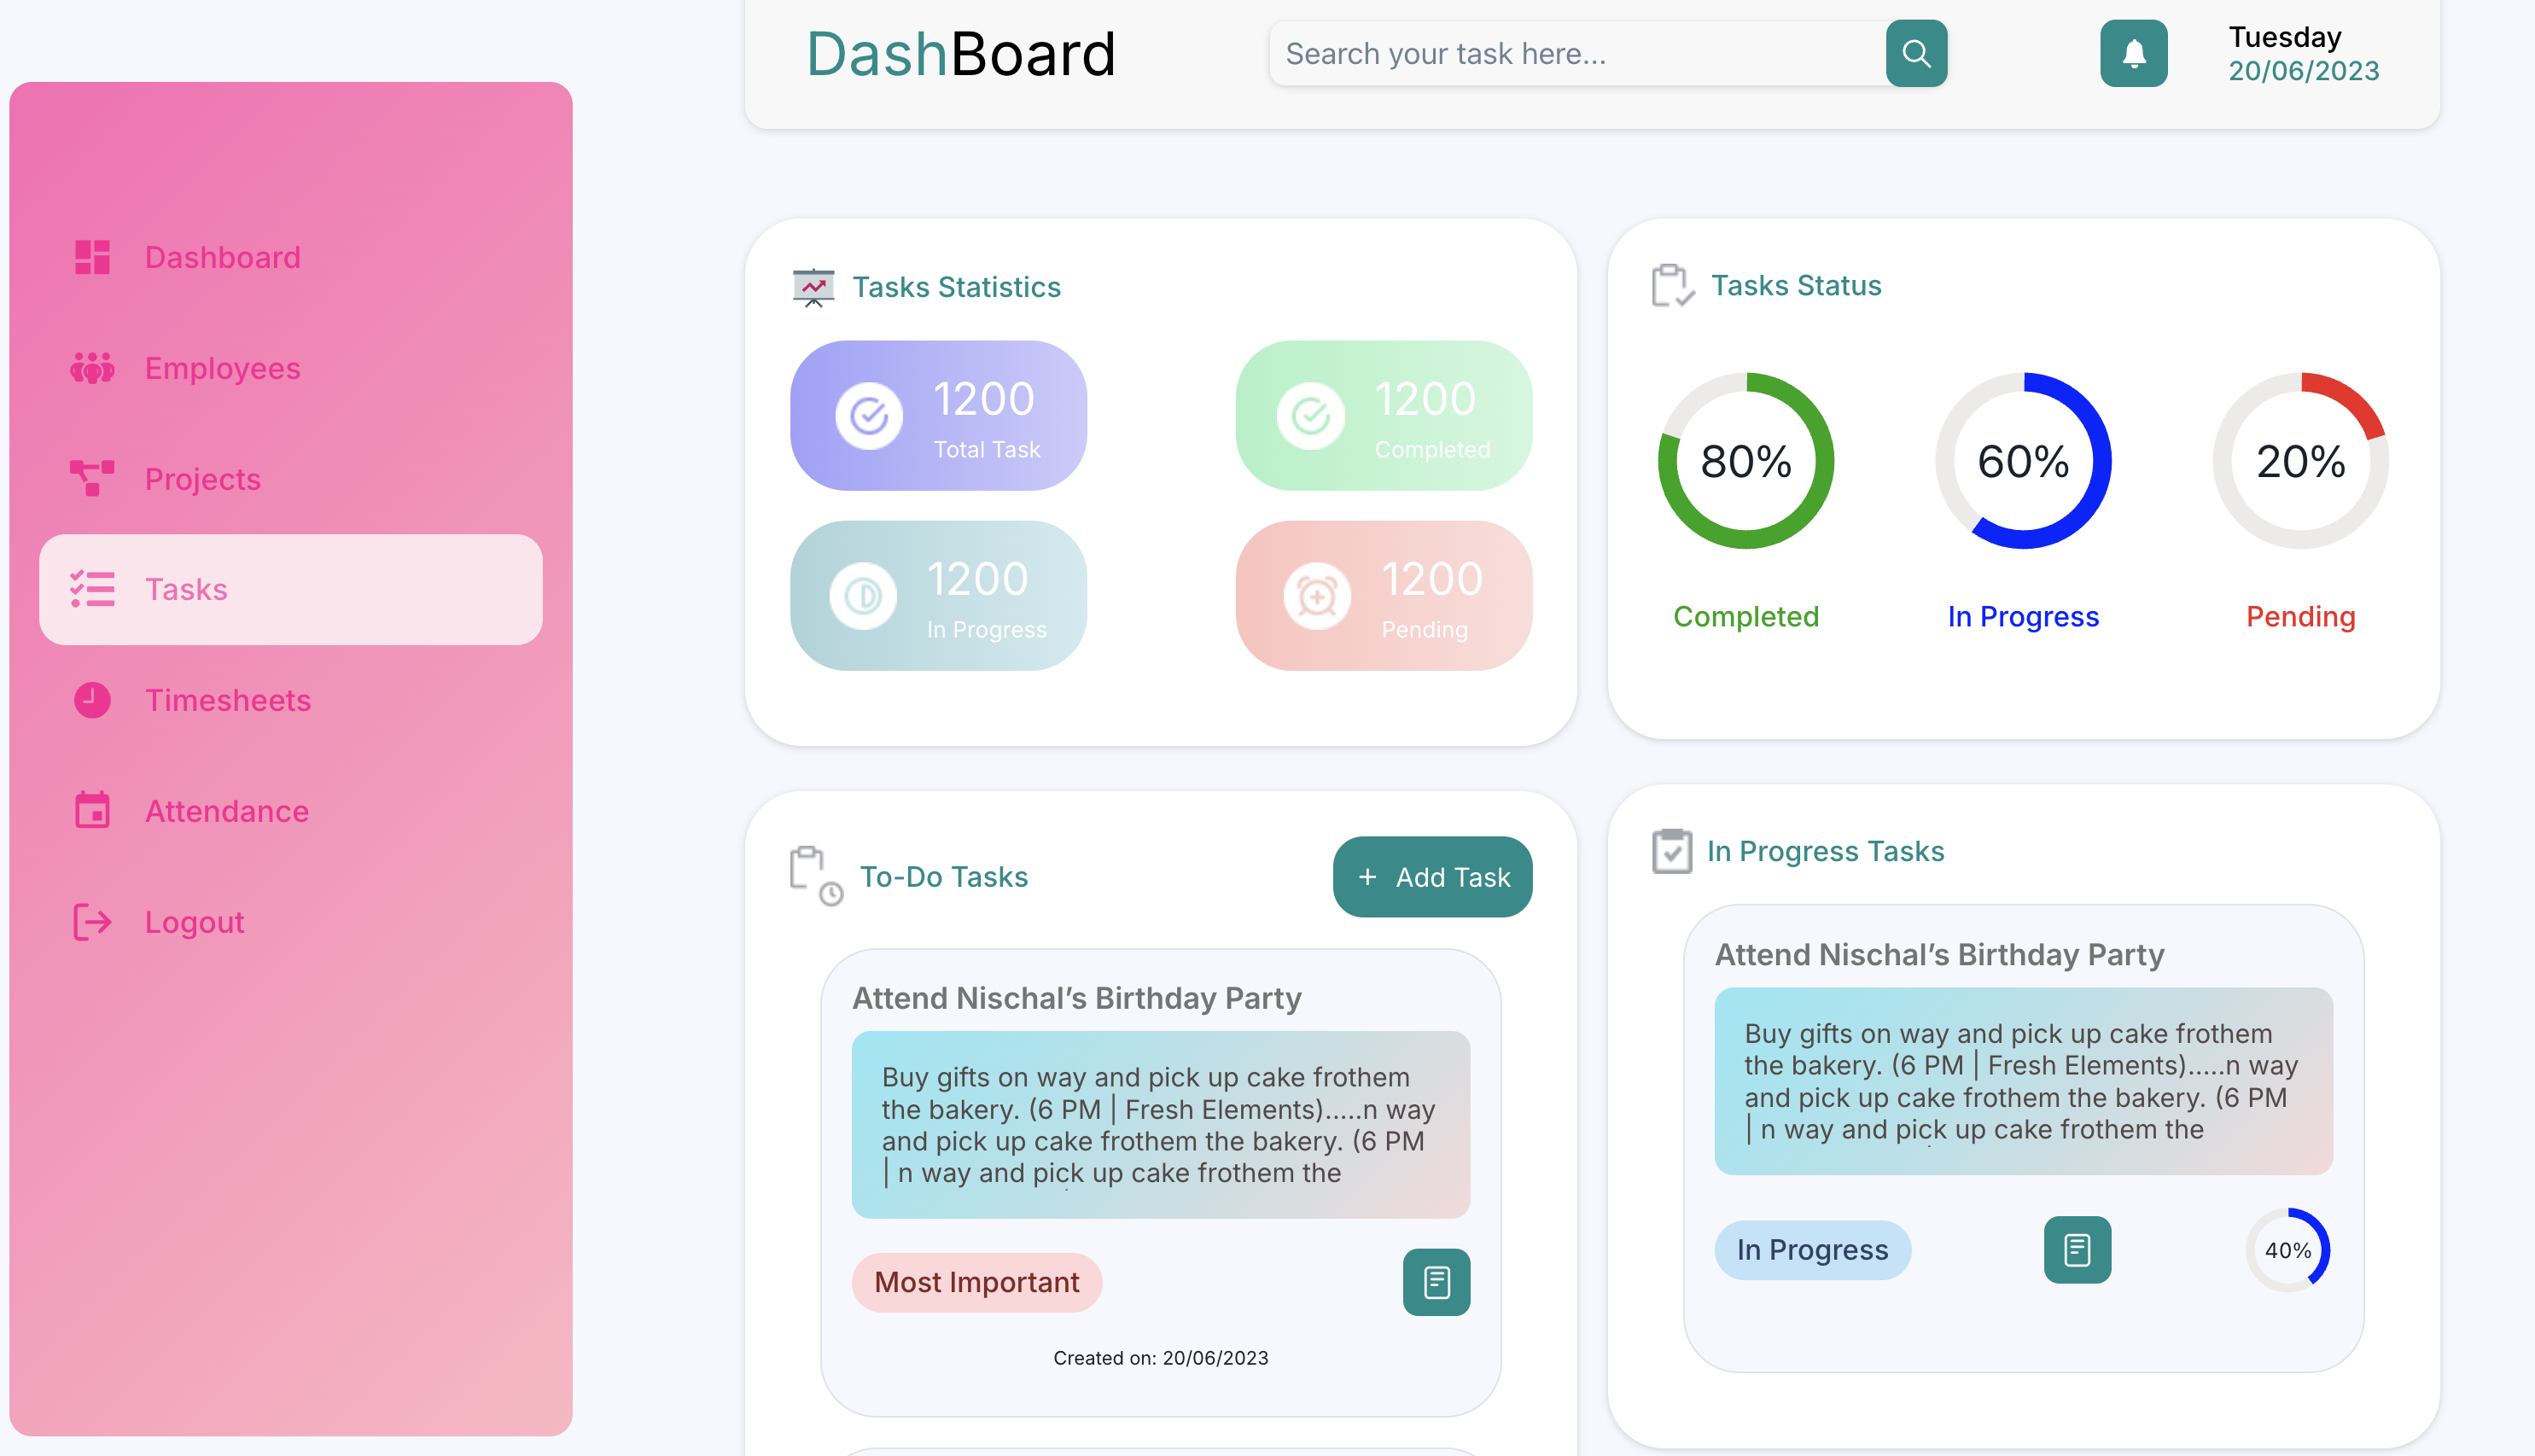 DashBoard
Search your task here...
Tuesday
20/06/2023
Dashboard
Employees
Projects
Tasks
Timesheets
Attendance
Logout
Tasks Statistics
1200
Total Task
1200
Completed
1200
In Progress
1200
Pending
Tasks Status
80%
60%
20%
Completed
In Progress
Pending
To-Do Tasks
+ Add Task
Attend Nischal’s Birthday Party
Buy gifts on way and pick up cake frothem
the bakery. (6 PM | Fresh Elements).....n way
and pick up cake frothem the bakery. (6 PM
| n way and pick up cake frothem the
Most Important
Created on: 20/06/2023
In Progress Tasks
Attend Nischal’s Birthday Party
Buy gifts on way and pick up cake frothem
the bakery. (6 PM | Fresh Elements).....n way
and pick up cake frothem the bakery. (6 PM
| n way and pick up cake frothem the
In Progress
40%